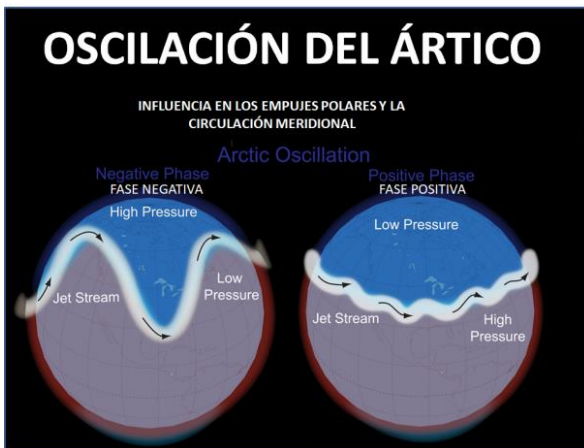 OSCILACIÓN DEL ÁRTICO
INFLUENCIA EN LOS EMPUJES POLARES Y LA
CIRCULACIÓN MERIDIONAL
Arctic Oscillation
Negative Phase
FASE NEGATIVA
High Pressure
Jet Stream
Low
Pressure
Positive Phase
FASE POSITIVA
Low Pressure
Jet Stream
High
Pressure